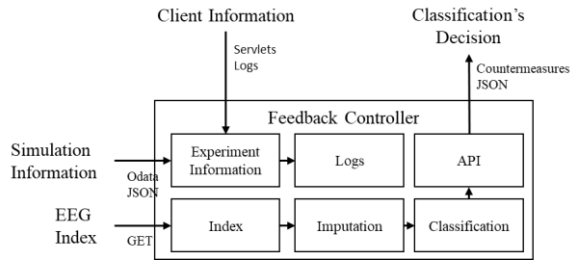 Client Information
Classification's
Decision
Servlets
Logs
Countermeasures
JSON
Feedback Controller
Simulation
Information
Odata
JSON
Experiment
Information
Logs
API
EEG
Index
GET
Index
Imputation
Classification